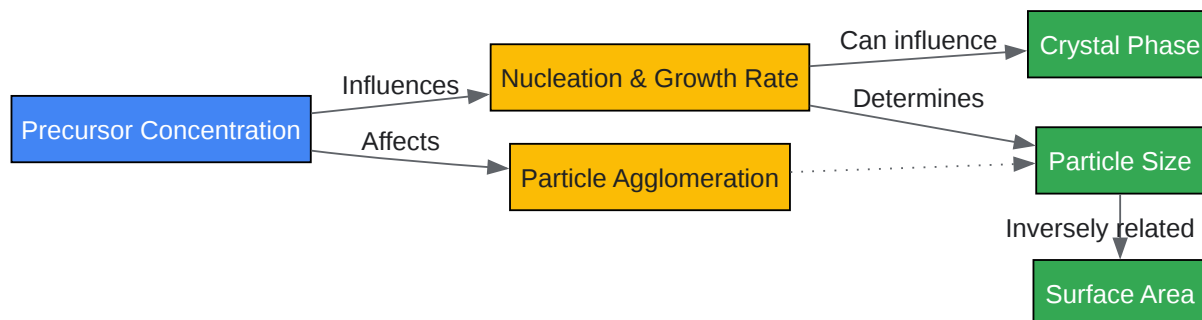 Precursor Concentration
Influences
Affects
Nucleation & Growth Rate
Particle Agglomeration
Can influence
Determines
Crystal Phase
Particle Size
Inversely related
Surface Area